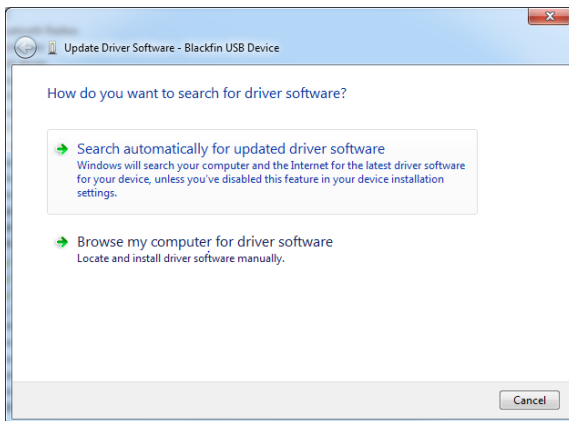 Update Driver Software - Blackfin USB Device
How do you want to search for driver software?
Search automatically for updated driver software
Windows will search your computer and the Internet for the latest driver software
for your device, unless you've disabled this feature in your device installation
settings.
Browse my computer for driver software
Locate and install driver software manually.
Cancel